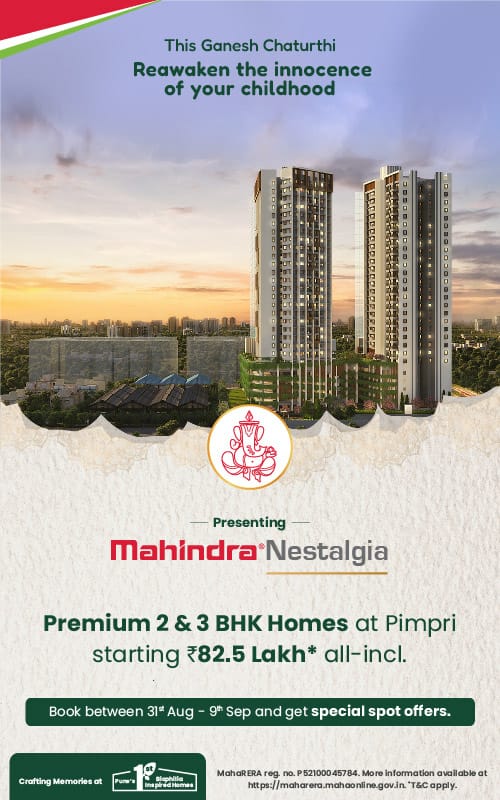 This Ganesh Chaturthi
Reawaken the innocence
of your childhood
Presenting
Mahindra® Nestalgia
Premium 2 & 3 BHK Homes at Pimpri
starting ₹82.5 Lakh* all-incl.
Book between 31st Aug - 9th Sep and get special spot offers.
Crafting Memories at
Pune's 1st Biophilia
Inspired Homes
MahaRERA reg. no. P52100045784. More information available at
https://maharera.mahaonline.gov.in. *T&C apply.